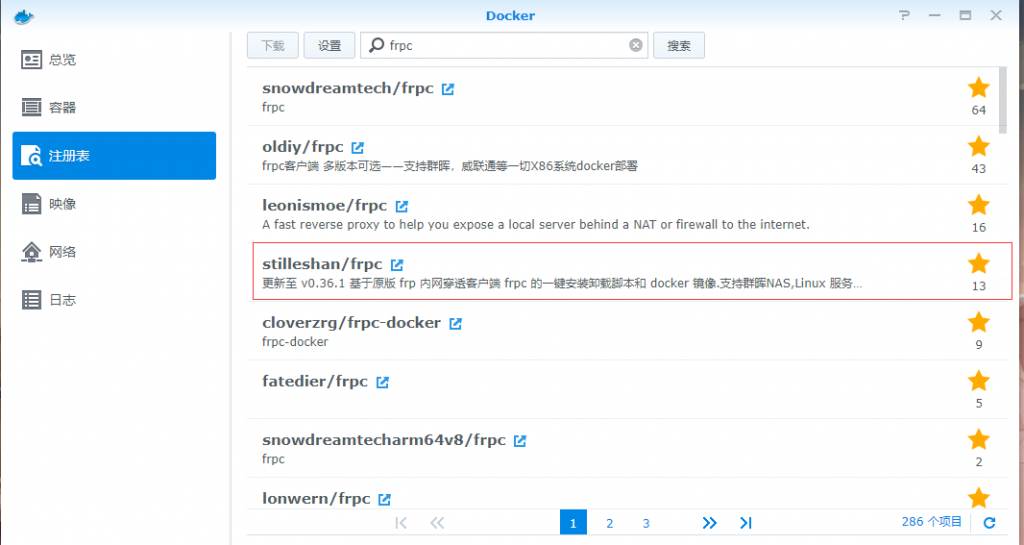 Docker
总览
容器
注册表
映像
网络
日志
下载 设置 frpc 搜索
snowdreamtech/frpc
frpc
64
oldiy/frpc
frpc客户端 多版本可选——支持群晖，威联通等一切X86系统docker部署
43
leonismoe/frpc
A fast reverse proxy to help you expose a local server behind a NAT or firewall to the internet.
16
stilleshan/frpc
更新至 v0.36.1 基于原版 frp 内网穿透客户端 frpc 的一键安装卸载脚本和 docker 镜像.支持群晖NAS,Linux 服务...
13
cloverzrg/frpc-docker
frpc-docker
9
fatedier/frpc
5
snowdreamtecharm64v8/frpc
frpc
2
lonwern/frpc
1 2 3 286 个项目